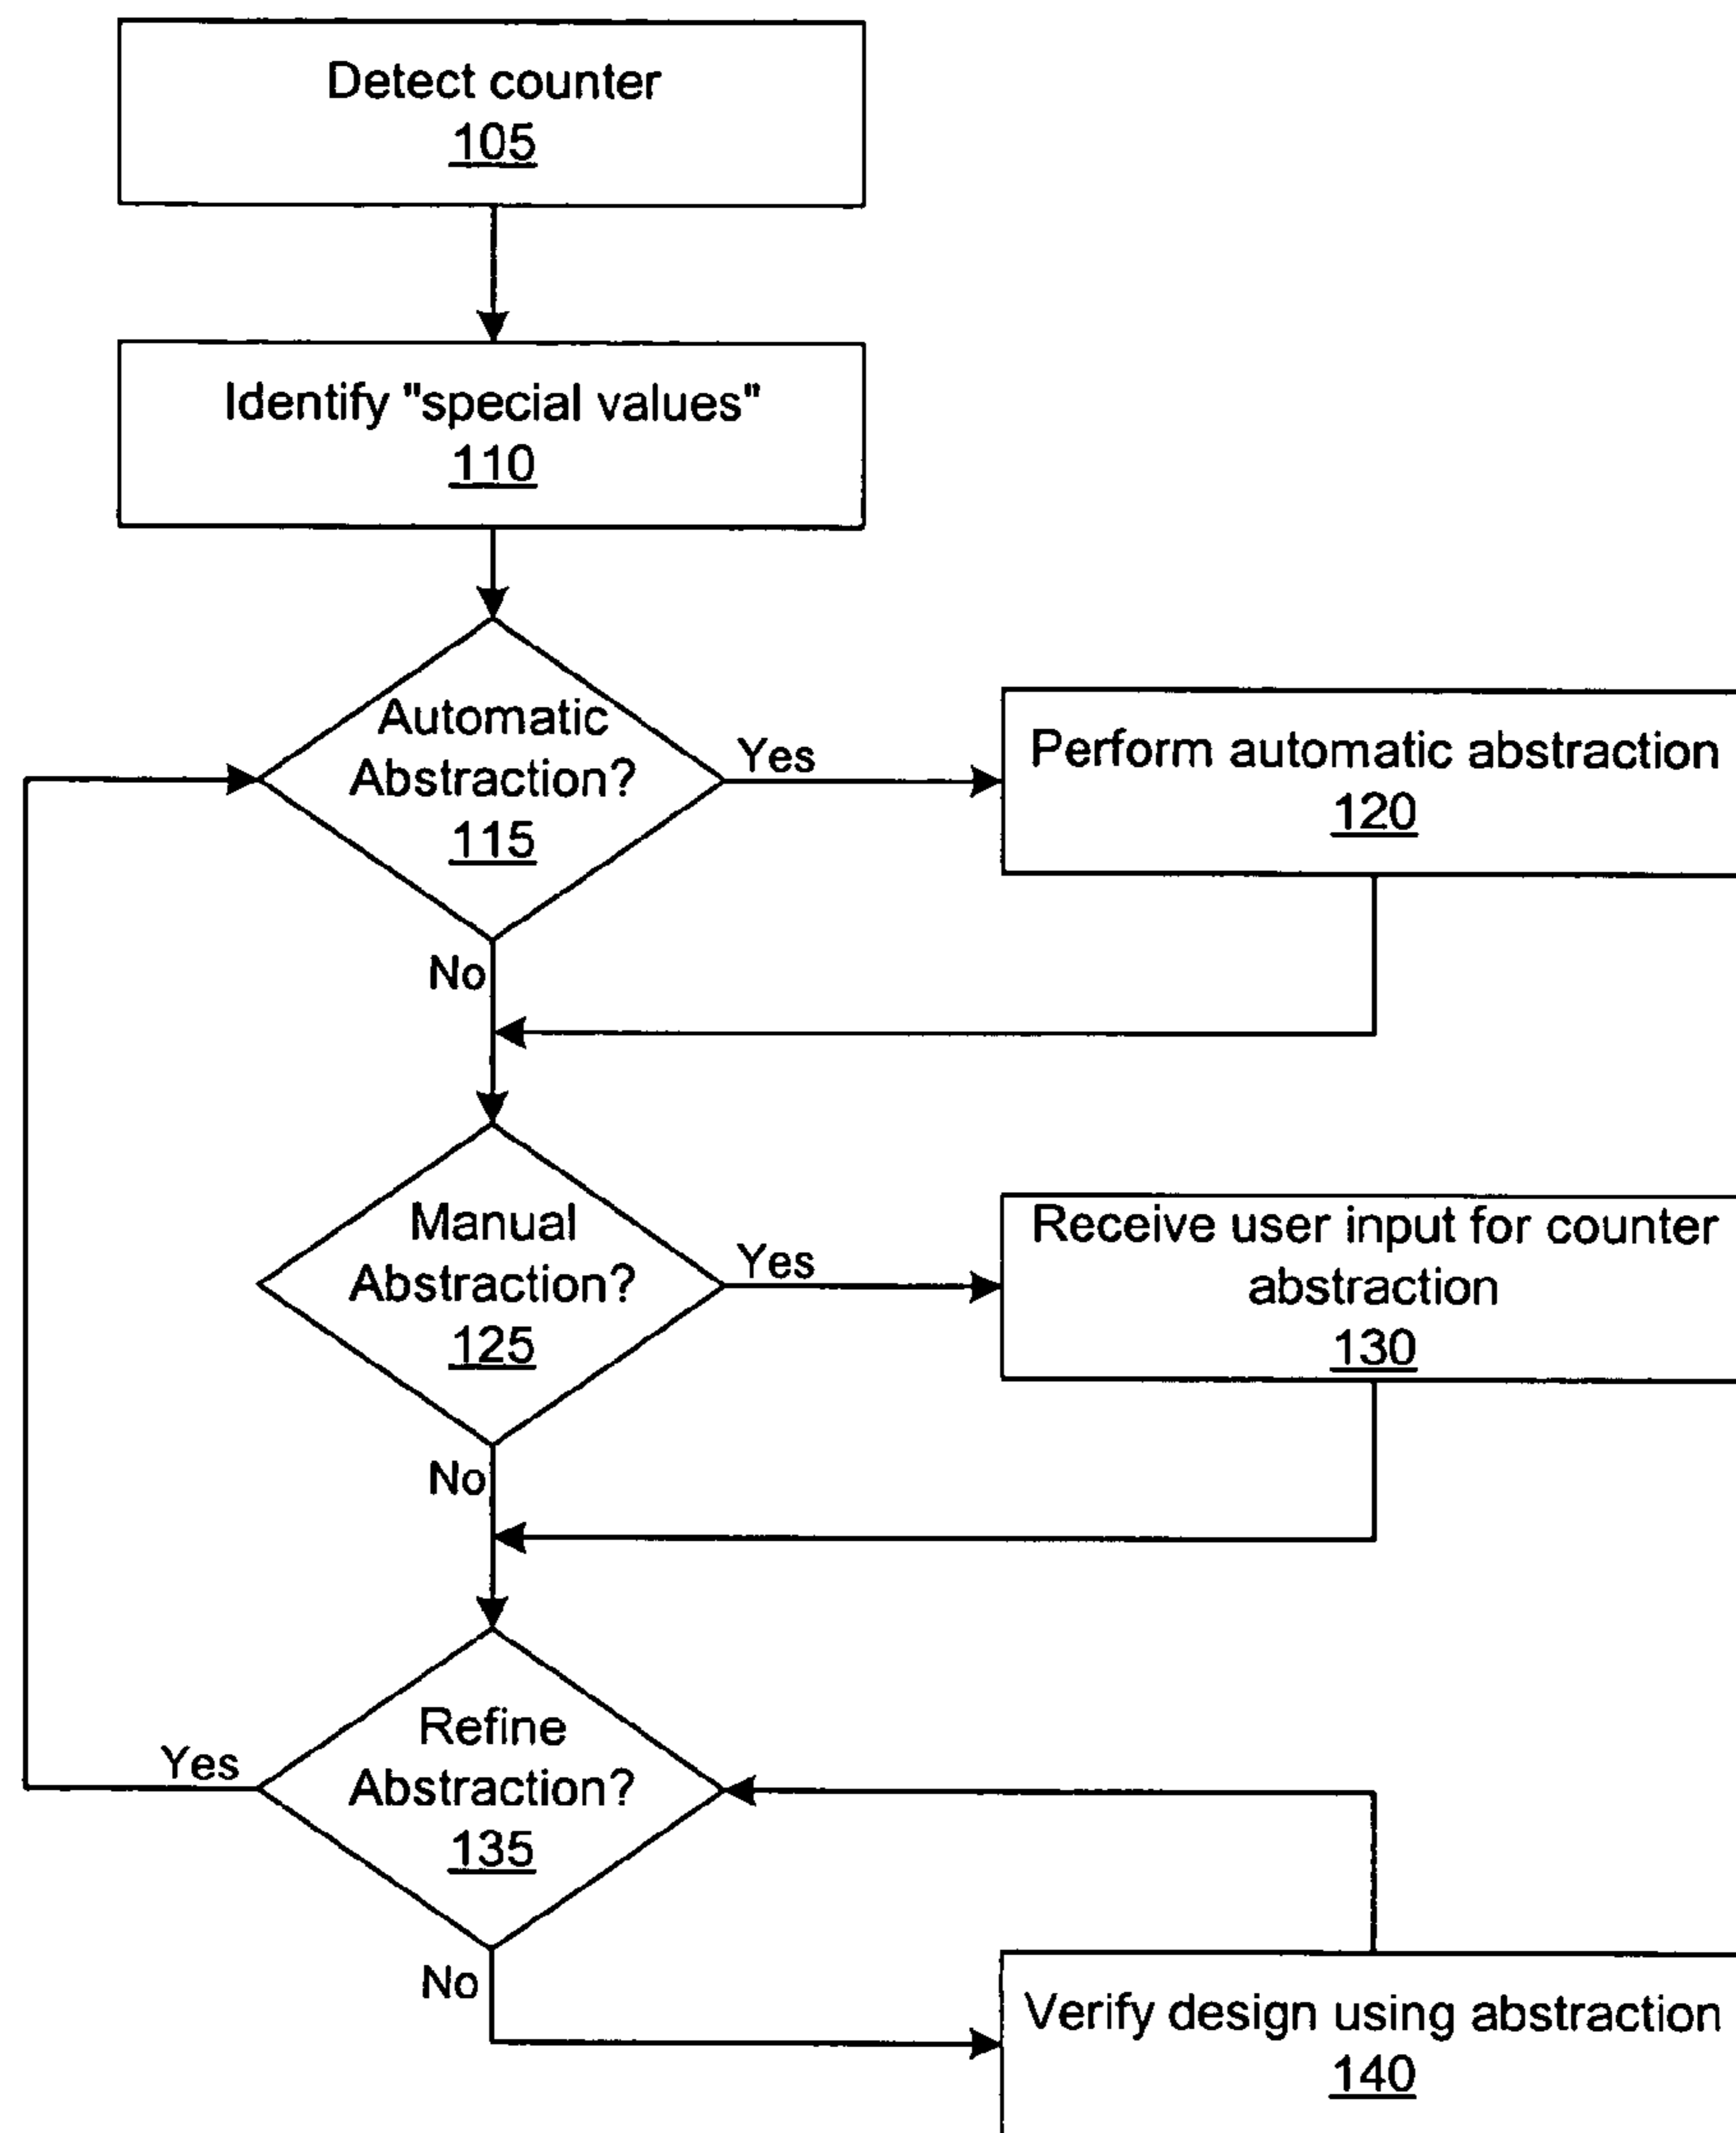 Detect counter
105
Identify "special values"
110
Automatic
Abstraction?
115
Yes
Perform automatic abstraction
120
No
Manual
Abstraction?
125
Yes
Receive user input for counter
abstraction
130
No
Refine
Abstraction?
135
Yes
No
Verify design using abstraction
140